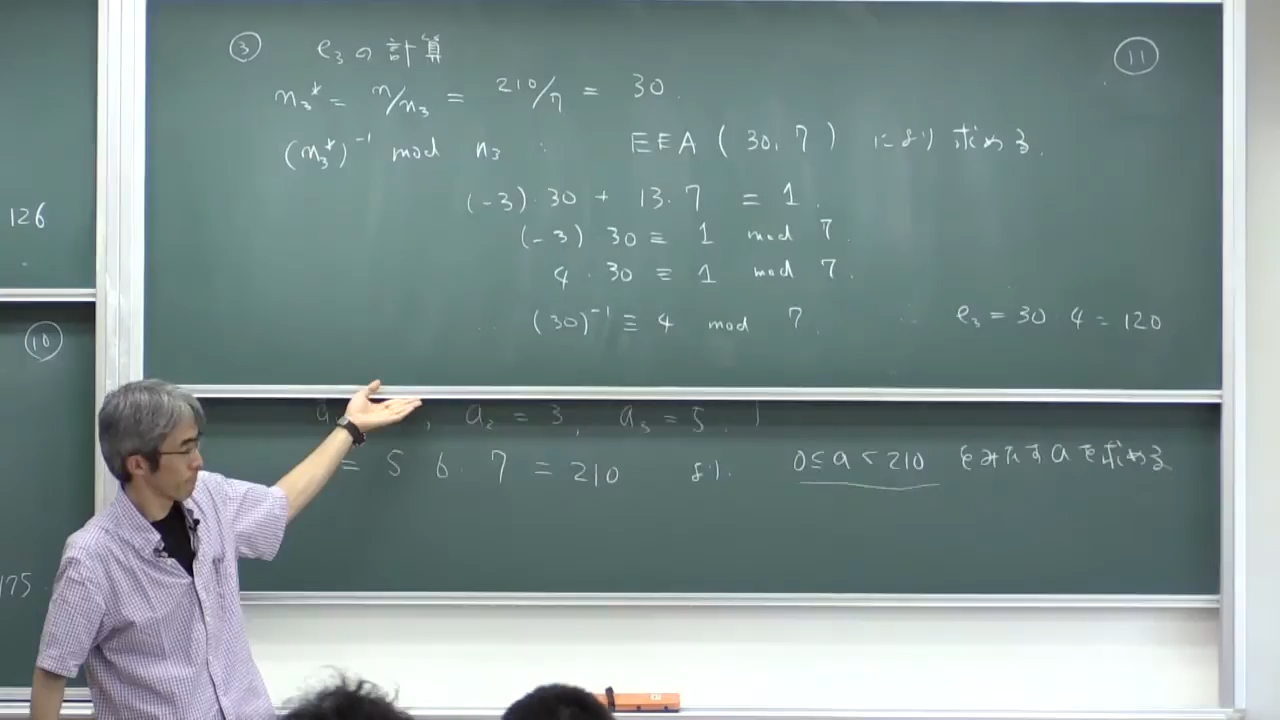 126
⑩
175
③ e₃の計算
⑪
n₃* = n/n₃ = 210/7 = 30.
(n₃*)⁻¹ mod n₃ : EEA (30, 7) により求める.
(-3)·30 + 13·7 = 1.
(-3) 30 ≡ 1 mod 7.
4 · 30 ≡ 1 mod 7.
(30)⁻¹ ≡ 4 mod 7.
∴ e₃ = 30 · 4 = 120
, a₂ = 3, a₃ = 5.
= 5 · 6 · 7 = 210 より. 0 ≤ a < 210 をみたす a を求める